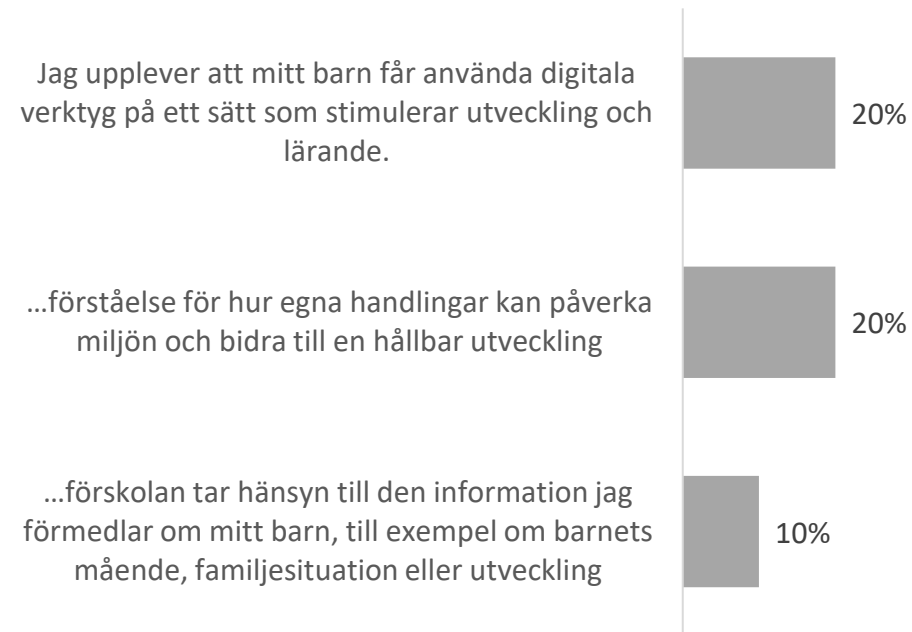 Jag upplever att mitt barn får använda digitala
verktyg på ett sätt som stimulerar utveckling och
lärande.
20%
…förståelse för hur egna handlingar kan påverka
miljön och bidra till en hållbar utveckling
20%
…förskolan tar hänsyn till den information jag
förmedlar om mitt barn, till exempel om barnets
mående, familjesituation eller utveckling
10%